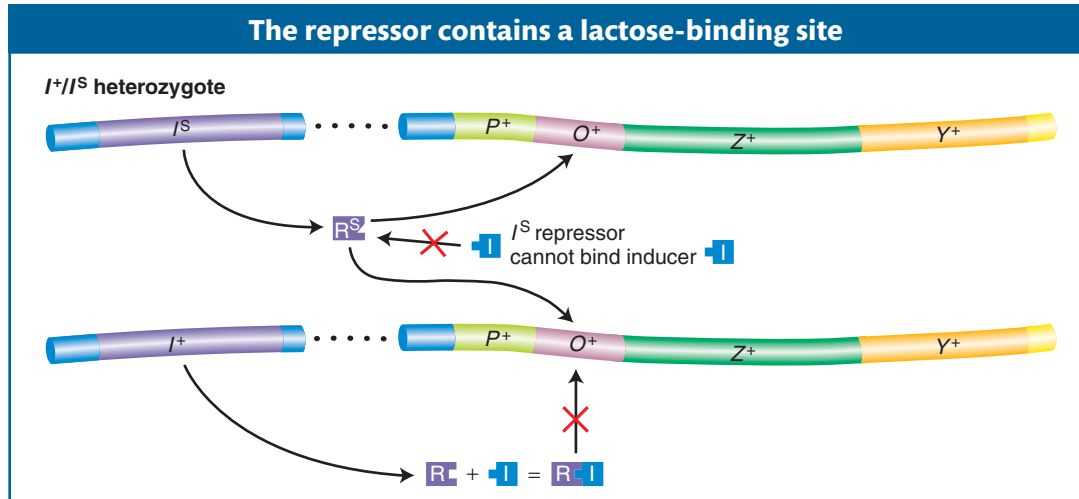 The repressor contains a lactose-binding site
I⁺/Iˢ heterozygote
Iˢ
P⁺
O⁺
Z⁺
Y⁺
Rˢ
I
Iˢ repressor
cannot bind inducer I
I⁺
P⁺
O⁺
Z⁺
Y⁺
R + I = R I